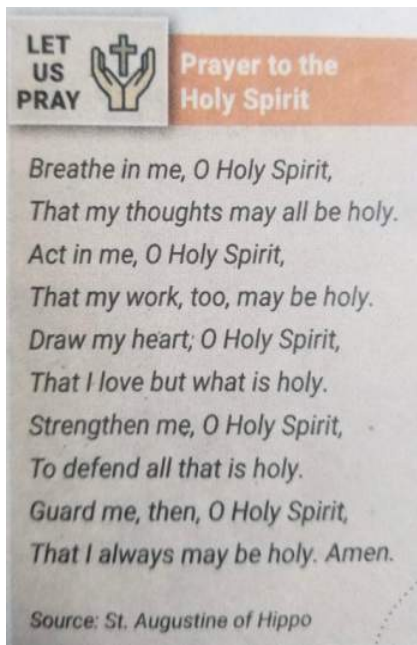 LET
US
PRAY
Prayer to the
Holy Spirit
Breathe in me, O Holy Spirit,
That my thoughts may all be holy.
Act in me, O Holy Spirit,
That my work, too, may be holy.
Draw my heart; O Holy Spirit,
That I love but what is holy.
Strengthen me, O Holy Spirit,
To defend all that is holy.
Guard me, then, O Holy Spirit,
That I always may be holy. Amen.
Source: St. Augustine of Hippo